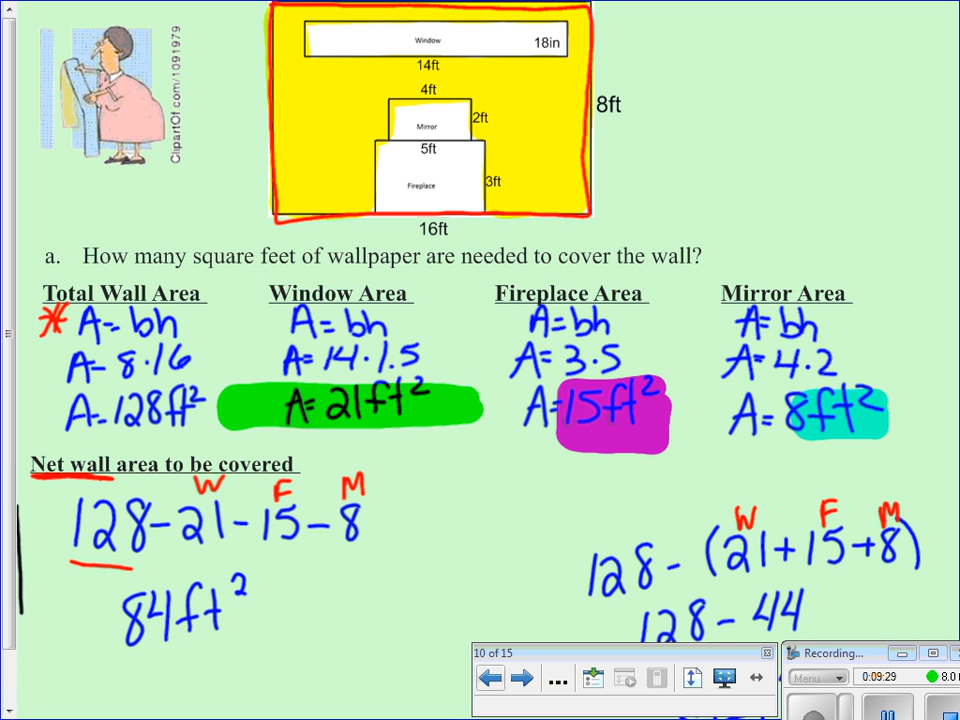 ClipartOf.com/1091979
Window 18in
14ft
4ft
8ft
2ft
Mirror
5ft
Fireplace 3ft
16ft
a. How many square feet of wallpaper are needed to cover the wall?
Total Wall Area Window Area Fireplace Area Mirror Area
* A=bh A=bh A=bh A=bh
A=8·16 A=14·1.5 A=3·5 A=4·2
A=128ft² A=21ft² A=15ft² A=8ft²
Net wall area to be covered
W F M
128-21-15-8
W F M
128-(21+15+8)
84ft²
128-44
10 of 15
Recording...
Menu 0:09:29 8.0